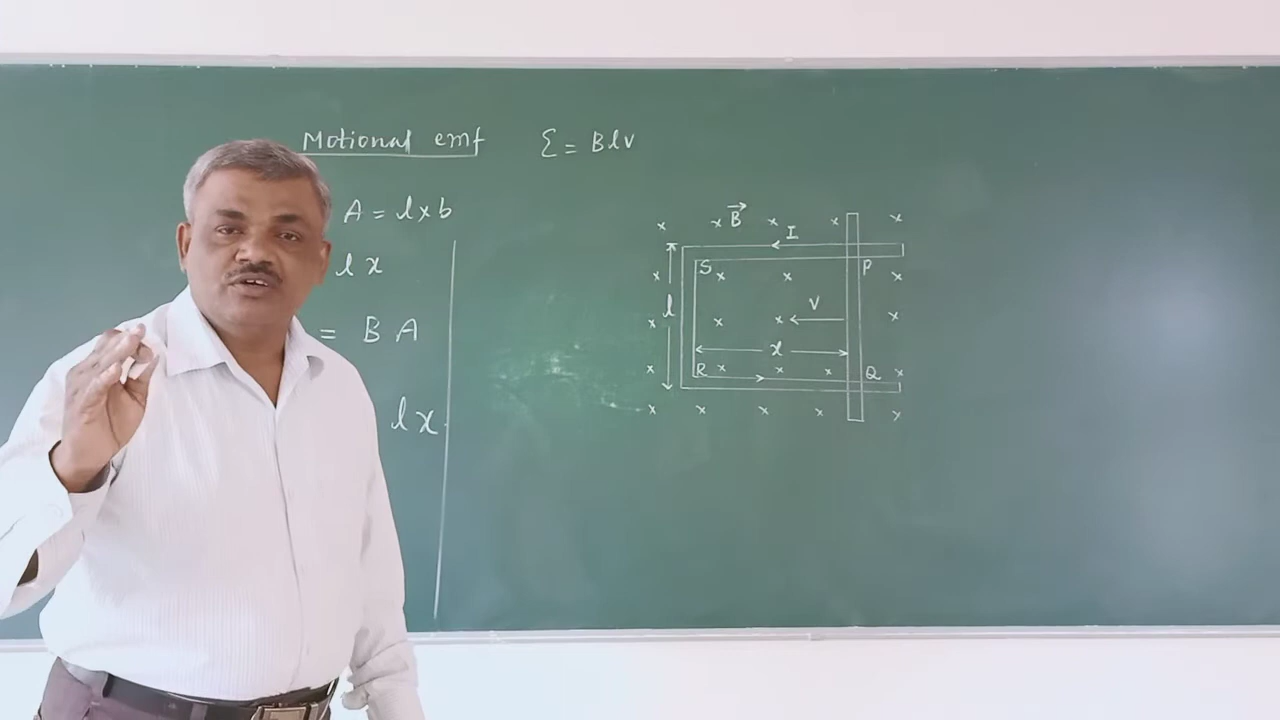 Motional emf Ɛ = Blv
A = l x b
l x
= B A
l x
B
I
S P
l
v
x
R Q